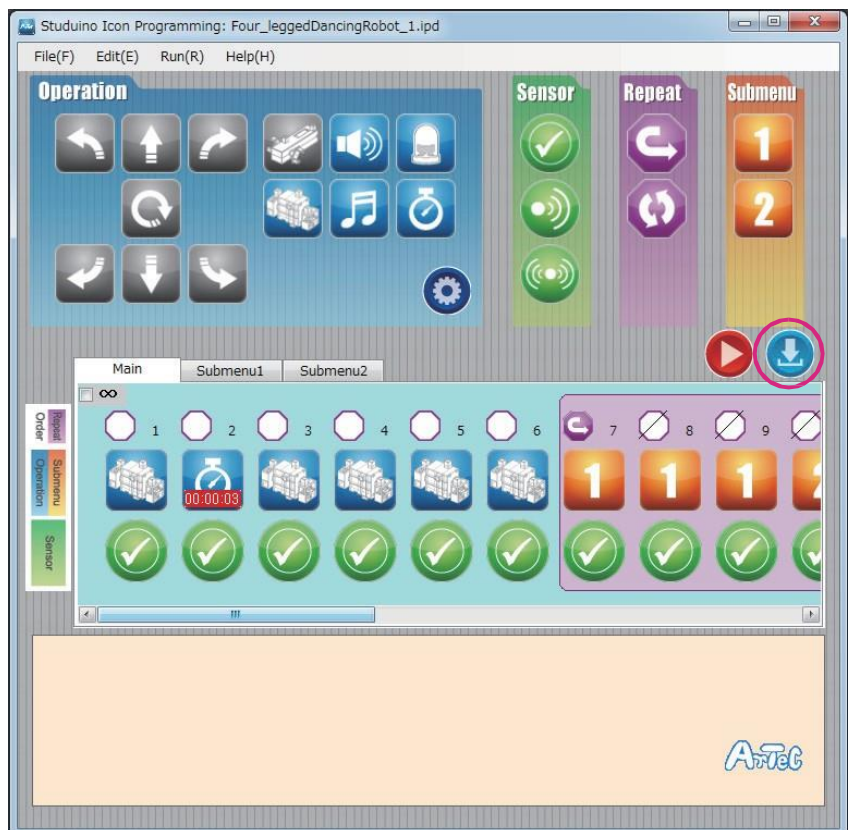 Studuino Icon Programming: Four_leggedDancingRobot_1.ipd
File(F) Edit(E) Run(R) Help(H)
Operation
Sensor
Repeat
Submenu
1
2
Main Submenu1 Submenu2
∞
Repeat
Order
1 2 3 4 5 6 7 8 9
Submenu
Operation
00:00:03
1 1 1 2
Sensor
ArTeC